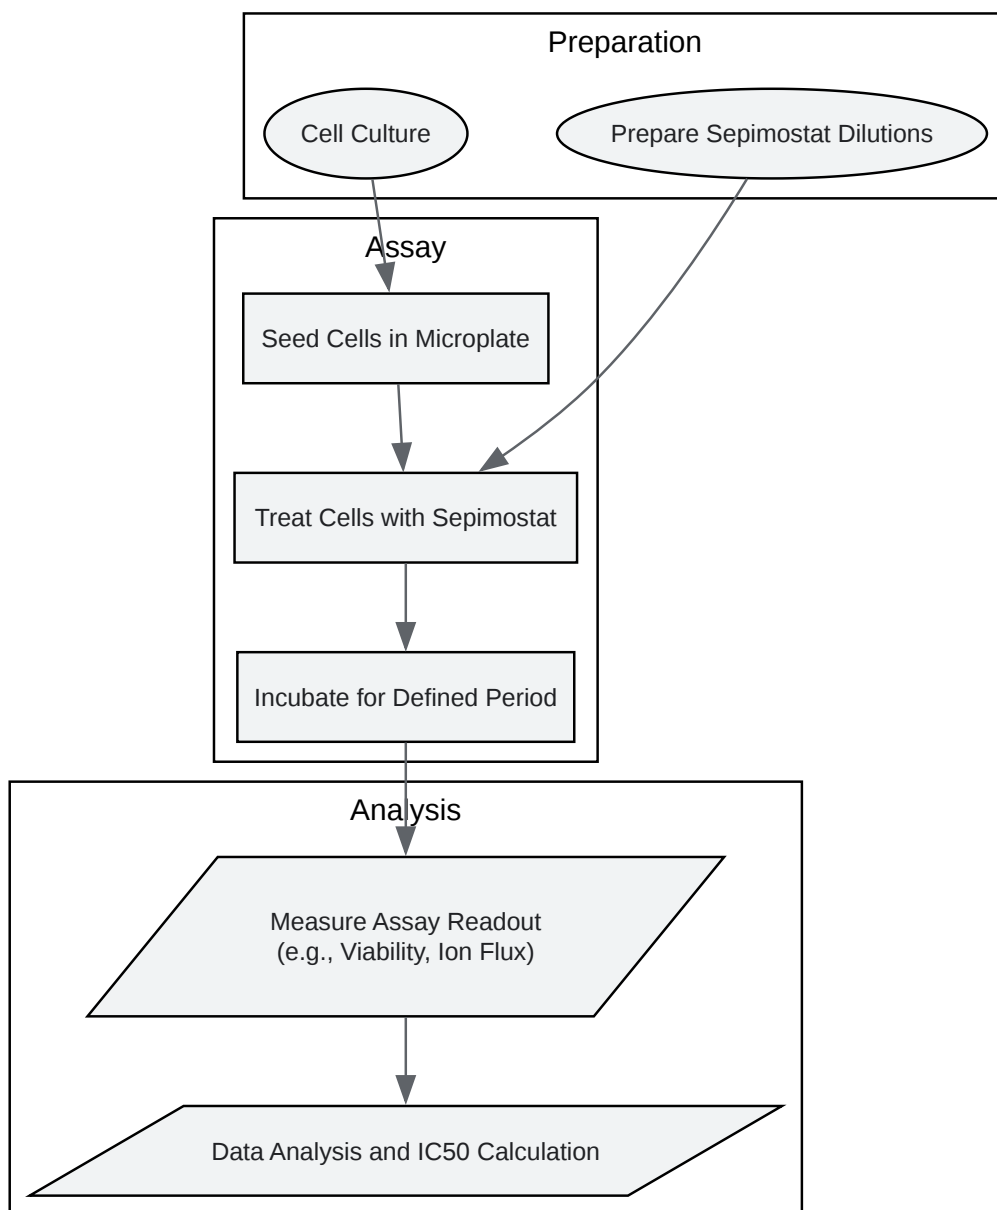 Preparation
Cell Culture
Prepare Sepimostat Dilutions
Assay
Seed Cells in Microplate
Treat Cells with Sepimostat
Incubate for Defined Period
Analysis
Measure Assay Readout
(e.g., Viability, Ion Flux)
Data Analysis and IC50 Calculation